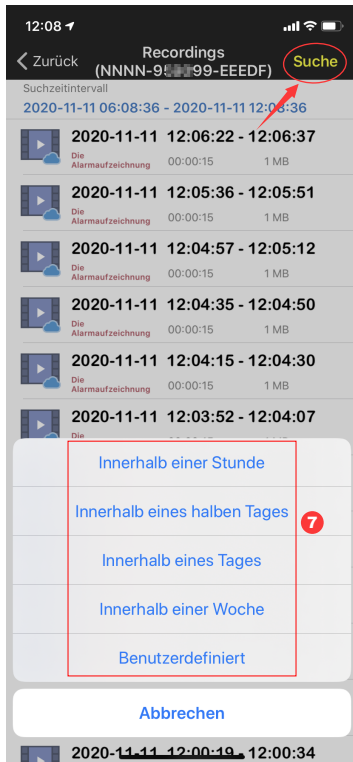 12:08
Zurück
Recordings
Suche
(NNNN-9 99-EEEDF)
Suchzeitintervall
2020-11-11 06:08:36 - 2020-11-11 12:08:36
2020-11-11 12:06:22 - 12:06:37
Die
Alarmaufzeichnung 00:00:15 1 MB
2020-11-11 12:05:36 - 12:05:51
Die
Alarmaufzeichnung 00:00:15 1 MB
2020-11-11 12:04:57 - 12:05:12
Die
Alarmaufzeichnung 00:00:15 1 MB
2020-11-11 12:04:35 - 12:04:50
Die
Alarmaufzeichnung 00:00:15 1 MB
2020-11-11 12:04:15 - 12:04:30
Die
Alarmaufzeichnung 00:00:15 1 MB
2020-11-11 12:03:52 - 12:04:07
Die
Innerhalb einer Stunde
Innerhalb eines halben Tages
7
Innerhalb eines Tages
Innerhalb einer Woche
Benutzerdefiniert
Abbrechen
2020-11-11 12:00:19 - 12:00:34